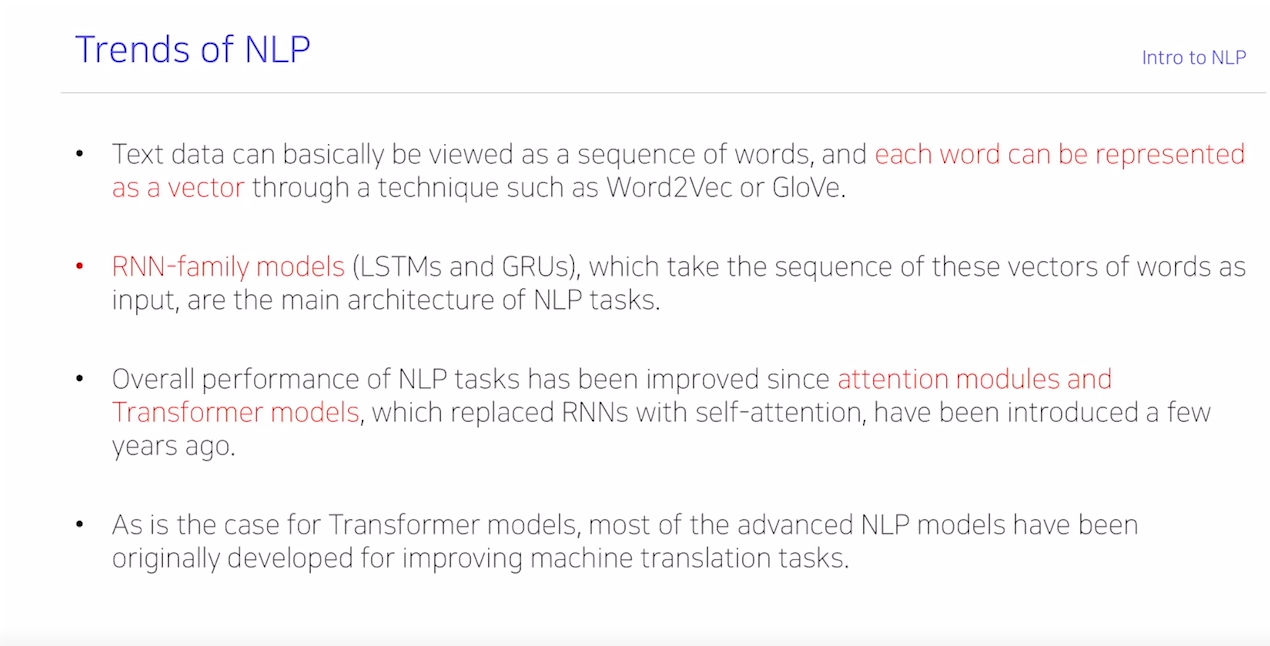 Trends of NLP
Intro to NLP
• Text data can basically be viewed as a sequence of words, and each word can be represented
as a vector through a technique such as Word2Vec or GloVe.
• RNN-family models (LSTMs and GRUs), which take the sequence of these vectors of words as
input, are the main architecture of NLP tasks.
• Overall performance of NLP tasks has been improved since attention modules and
Transformer models, which replaced RNNs with self-attention, have been introduced a few
years ago.
• As is the case for Transformer models, most of the advanced NLP models have been
originally developed for improving machine translation tasks.